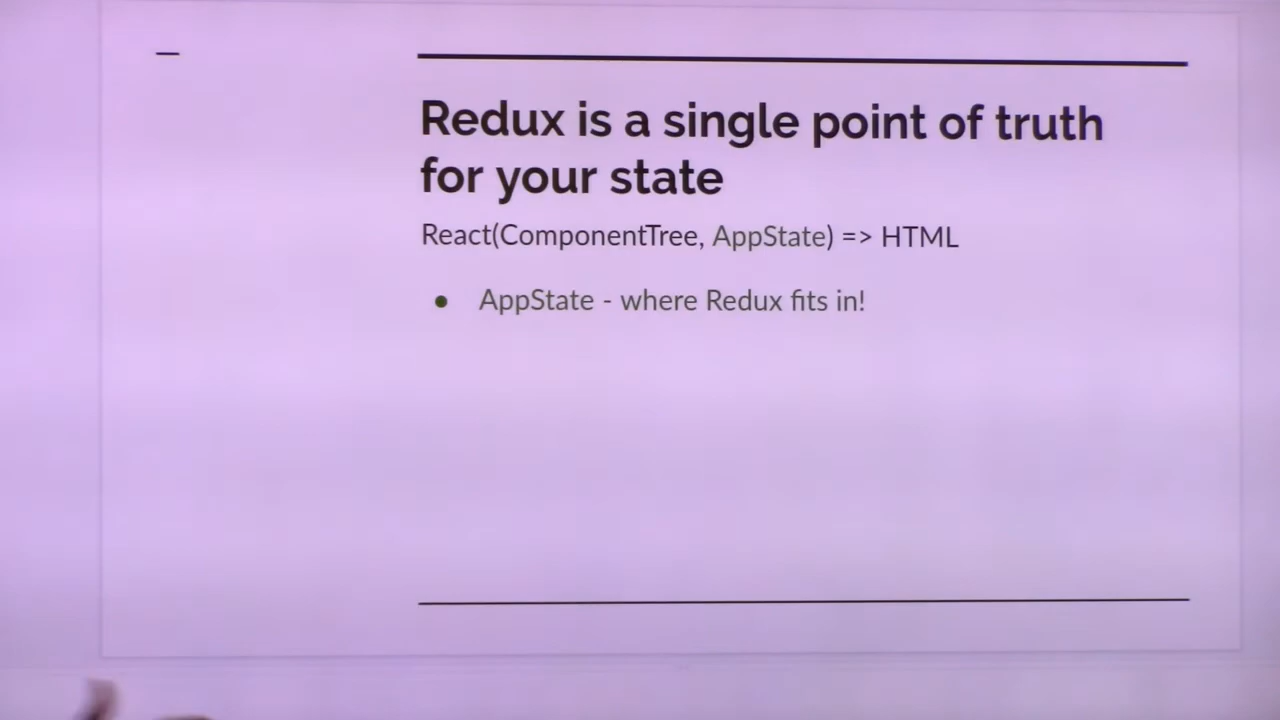 Redux is a single point of truth
for your state
React(ComponentTree, AppState) => HTML
● AppState - where Redux fits in!